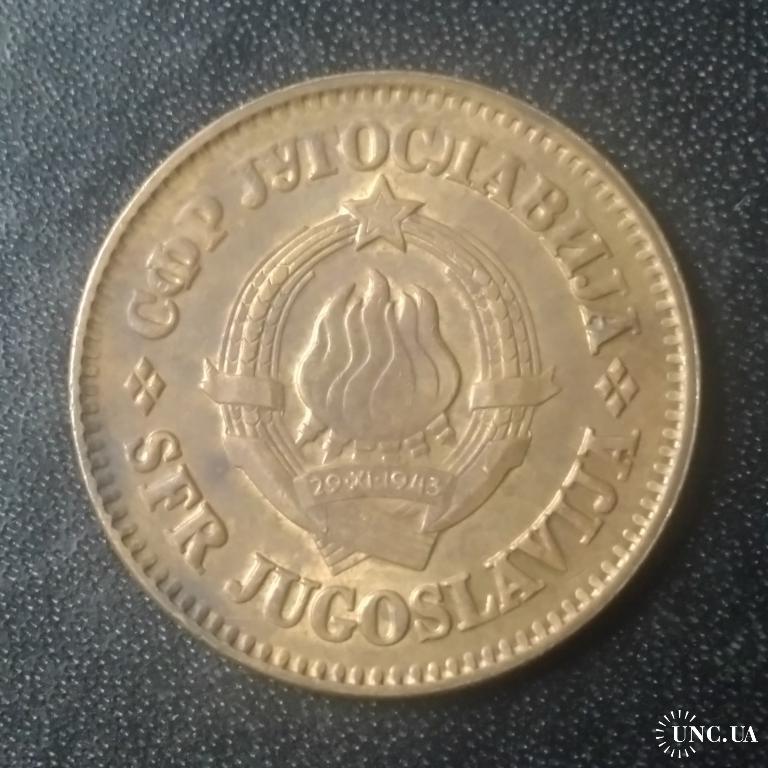 СФР ЈУГОСЛАВИЈА
29·XI·1943
SFR JUGOSLAVIJA
UNC.UA